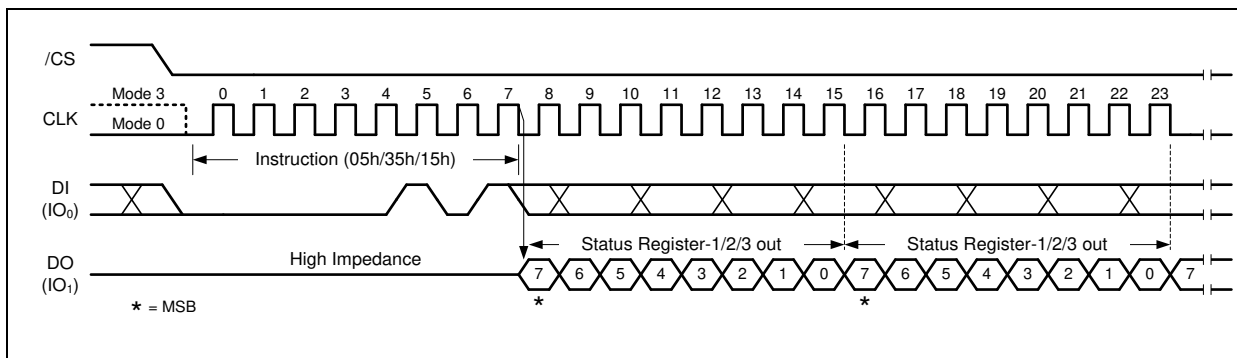 /CS
Mode 3
0 1 2 3 4 5 6 7 8 9 10 11 12 13 14 15 16 17 18 19 20 21 22 23
CLK
Mode 0
Instruction (05h/35h/15h)
DI
(IO₀)
Status Register-1/2/3 out Status Register-1/2/3 out
High Impedance
DO
(IO₁)
7 6 5 4 3 2 1 0 7 6 5 4 3 2 1 0 7
* *
* = MSB